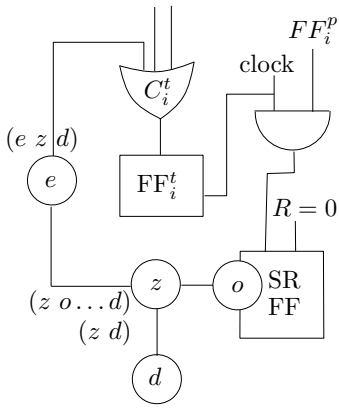 FF_i^p
clock
C_i^t
(e z d)
e
FF_i^t
R = 0
(z o . . . d)
z
o
SR
FF
(z d)
d